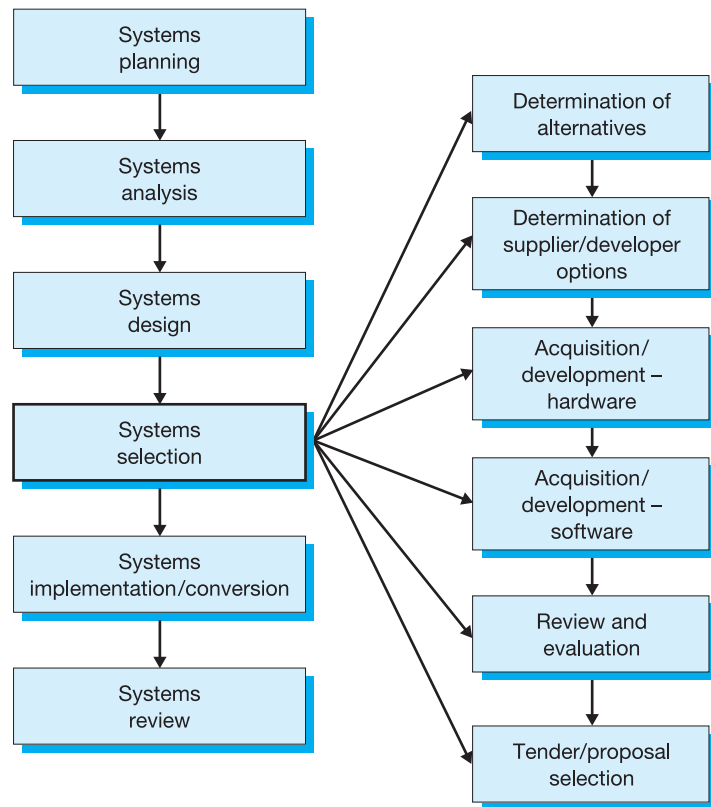 Systems
planning
Systems
analysis
Systems
design
Systems
selection
Systems
implementation/conversion
Systems
review
Determination of
alternatives
Determination of
supplier/developer
options
Acquisition/
development –
hardware
Acquisition/
development –
software
Review and
evaluation
Tender/proposal
selection